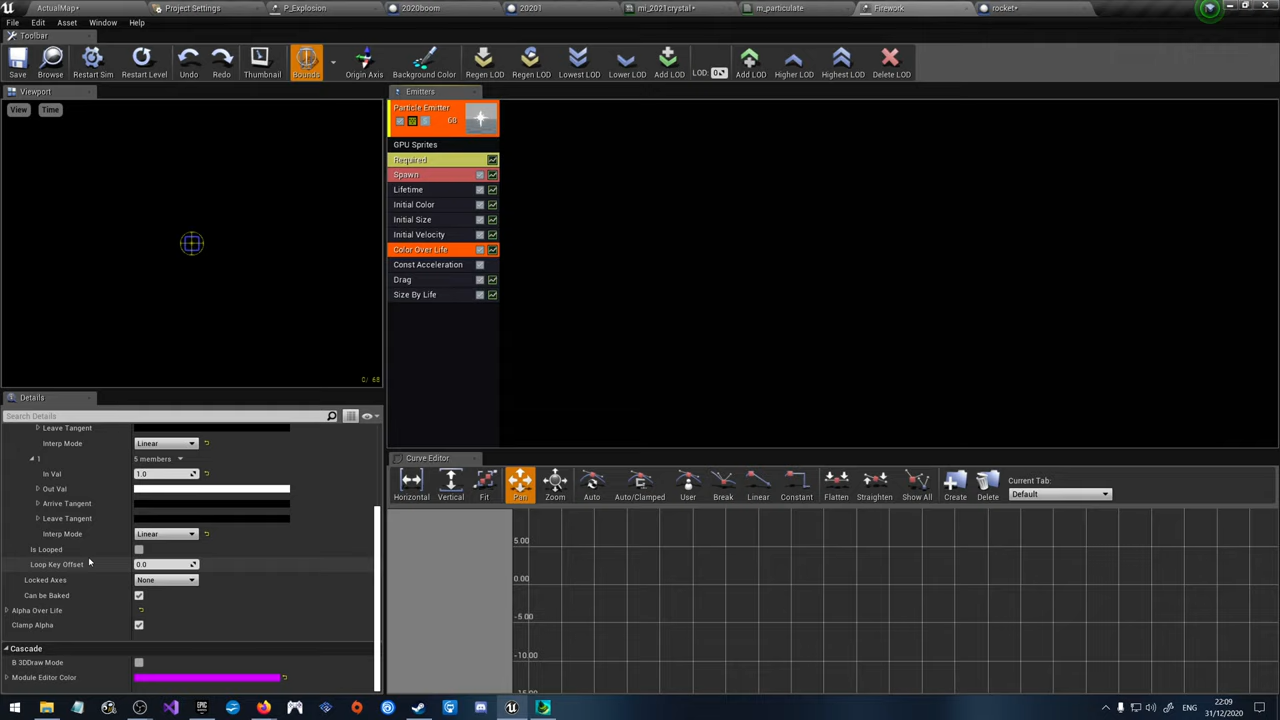 ActualMap•
Project Settings
P_Explosion
2020boom
20201
mi_2021crystal•
m_particulate
Firework
rocket•
File
Edit
Asset
Window
Help
Toolbar
Save
Browse
Restart Sim
Restart Level
Undo
Redo
Thumbnail
Bounds
Origin Axis
Background Color
Regen LOD
Regen LOD
Lowest LOD
Lower LOD
Add LOD
LOD: 0
Add LOD
Higher LOD
Highest LOD
Delete LOD
Viewport
View
Time
0/ 68
Emitters
Particle Emitter
68
GPU Sprites
Required
Spawn
Lifetime
Initial Color
Initial Size
Initial Velocity
Color Over Life
Const Acceleration
Drag
Size By Life
Details
Search Details
Leave Tangent
Interp Mode Linear
1 5 members
In Val 1.0
Out Val
Arrive Tangent
Leave Tangent
Interp Mode Linear
Is Looped
Loop Key Offset 0.0
Locked Axes None
Can be Baked
Alpha Over Life
Clamp Alpha
Cascade
B 3DDraw Mode
Module Editor Color
Curve Editor
Horizontal
Vertical
Fit
Pan
Zoom
Auto
Auto/Clamped
User
Break
Linear
Constant
Flatten
Straighten
Show All
Create
Delete
Current Tab:
Default
5.00
0.00
-5.00
-10.00
-15.00
ENG
22:09
31/12/2020